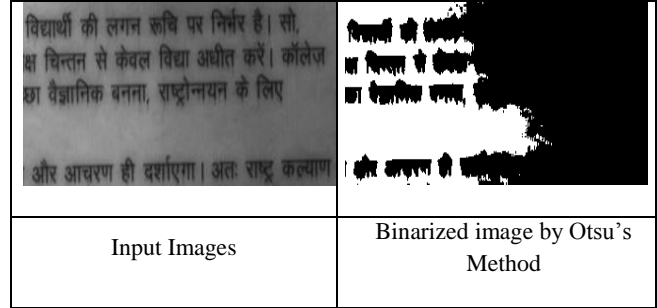 विद्यार्थी की लगन रूचि पर निर्भर है। सो,
क्ष चिन्तन से केवल विद्या अधीत करें। कॉलेज
छा वैज्ञानिक बनना, राष्ट्रोन्नयन के लिए
और आचरण ही दर्शाएगा। अतः राष्ट्र कल्याण
Input Images
Binarized image by Otsu's
Method